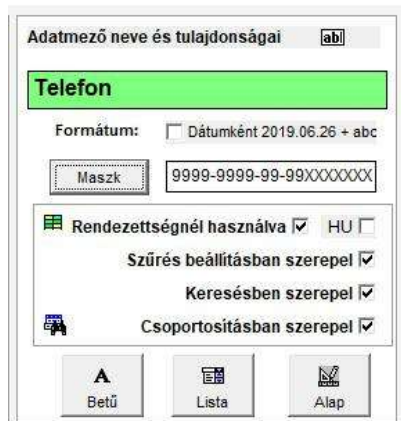 Adatmező neve és tulajdonságai abl
Telefon
Formátum: Dátumként 2019.06.26 + abc
Maszk 9999-9999-99-99XXXXXXX
Rendezettségnél használva HU
Szűrés beállításban szerepel
Keresésben szerepel
Csoportosításban szerepel
A
Betű Lista Alap